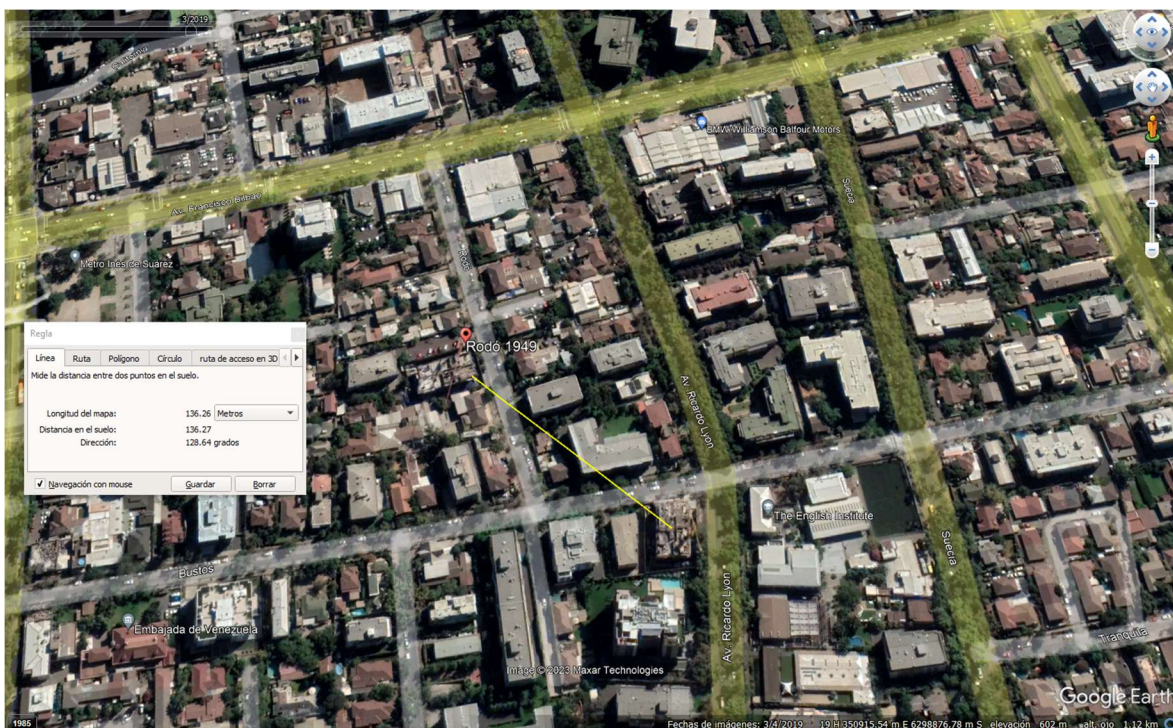 3/2019
California
BMW Williamson Balfour Motors
Av. Francisco Bilbao
Suecia
Metro Inés de Suárez
Rodó
Rodó 1949
Regla
Línea Ruta Polígono Círculo ruta de acceso en 3D
Mide la distancia entre dos puntos en el suelo.
Longitud del mapa: 136.26 Metros
Distancia en el suelo: 136.27
Dirección: 128.64 grados
Navegación con mouse Guardar Borrar
Av. Ricardo Lyon
The English Institute
Suecia
Bustos
Av. Ricardo Lyon
Embajada de Venezuela
Tranquila
Image © 2023 Maxar Technologies
Google Earth
1985
Fechas de imágenes: 3/4/2019 19 H 350915.54 m E 6298876.78 m S elevación 602 m alt. ojo 1.12 km